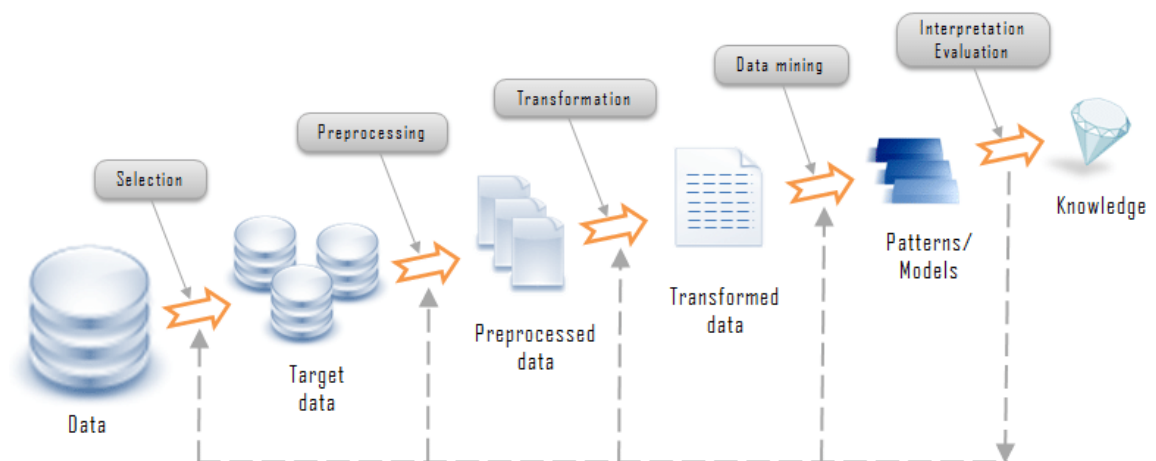 Interpretation
Evaluation
Data mining
Transformation
Preprocessing
Selection
Knowledge
Patterns/
Models
Transformed
data
Preprocessed
data
Target
data
Data